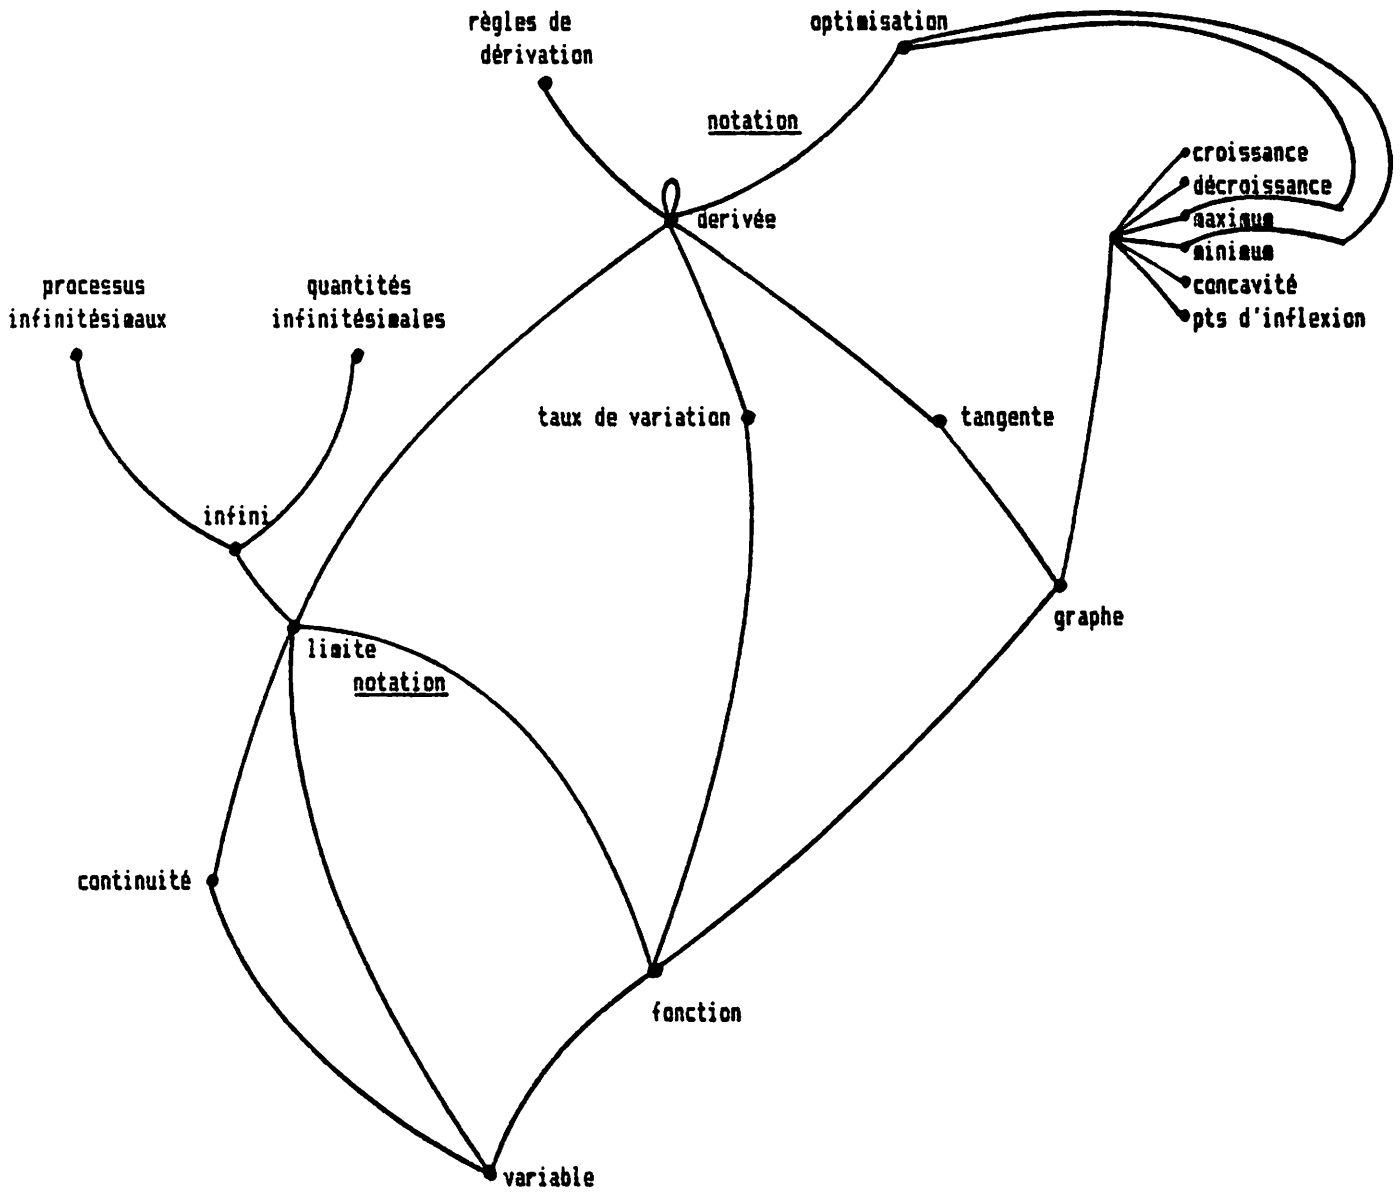 règles de
dérivation
optimisation
notation
croissance
décroissance
maximum
minimum
concavité
pts d'inflexion
derivée
processus
infinitésimaux
quantités
infinitésimales
taux de variation
tangente
infini
graphe
limite
notation
continuité
fonction
variable